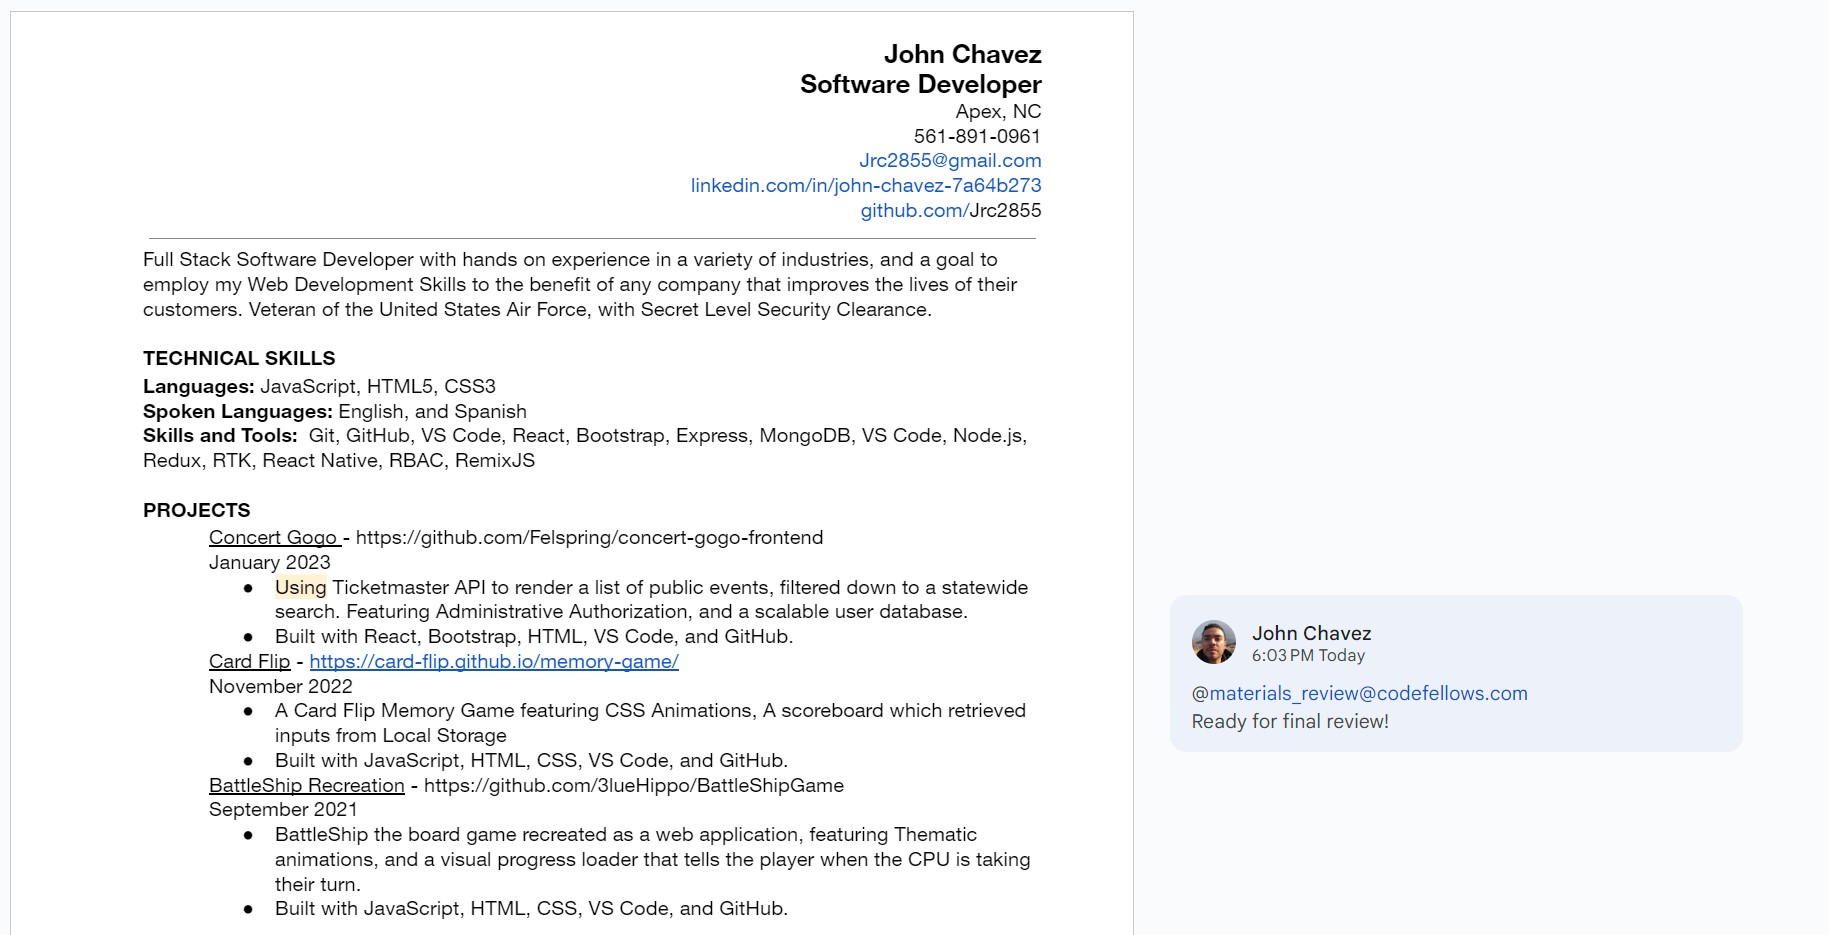 John Chavez
Software Developer
Apex, NC
561-891-0961
Jrc2855@gmail.com
linkedin.com/in/john-chavez-7a64b273
github.com/Jrc2855
Full Stack Software Developer with hands on experience in a variety of industries, and a goal to
employ my Web Development Skills to the benefit of any company that improves the lives of their
customers. Veteran of the United States Air Force, with Secret Level Security Clearance.
TECHNICAL SKILLS
Languages: JavaScript, HTML5, CSS3
Spoken Languages: English, and Spanish
Skills and Tools:  Git, GitHub, VS Code, React, Bootstrap, Express, MongoDB, VS Code, Node.js,
Redux, RTK, React Native, RBAC, RemixJS
PROJECTS
Concert Gogo - https://github.com/Felspring/concert-gogo-frontend
January 2023
● Using Ticketmaster API to render a list of public events, filtered down to a statewide
search. Featuring Administrative Authorization, and a scalable user database.
● Built with React, Bootstrap, HTML, VS Code, and GitHub.
Card Flip - https://card-flip.github.io/memory-game/
November 2022
● A Card Flip Memory Game featuring CSS Animations, A scoreboard which retrieved
inputs from Local Storage
● Built with JavaScript, HTML, CSS, VS Code, and GitHub.
BattleShip Recreation - https://github.com/3lueHippo/BattleShipGame
September 2021
● BattleShip the board game recreated as a web application, featuring Thematic
animations, and a visual progress loader that tells the player when the CPU is taking
their turn.
● Built with JavaScript, HTML, CSS, VS Code, and GitHub.
John Chavez
6:03 PM Today
@materials_review@codefellows.com
Ready for final review!